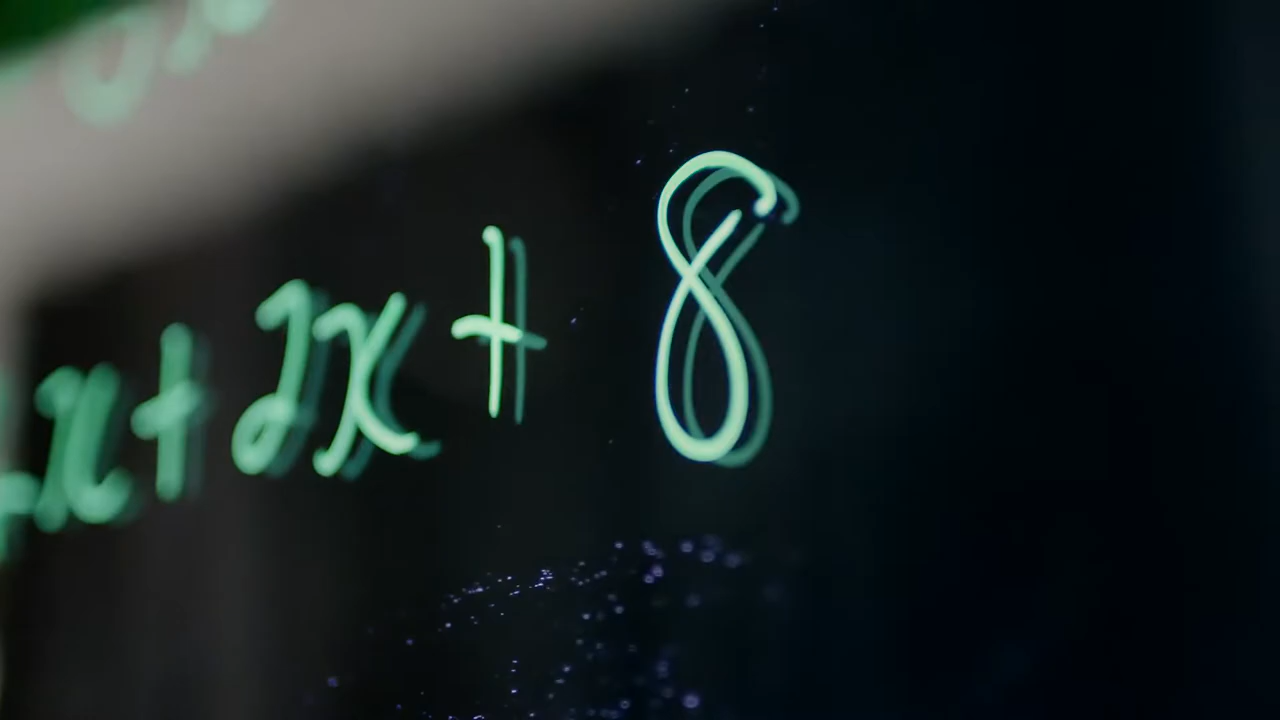 x + 2x + 8